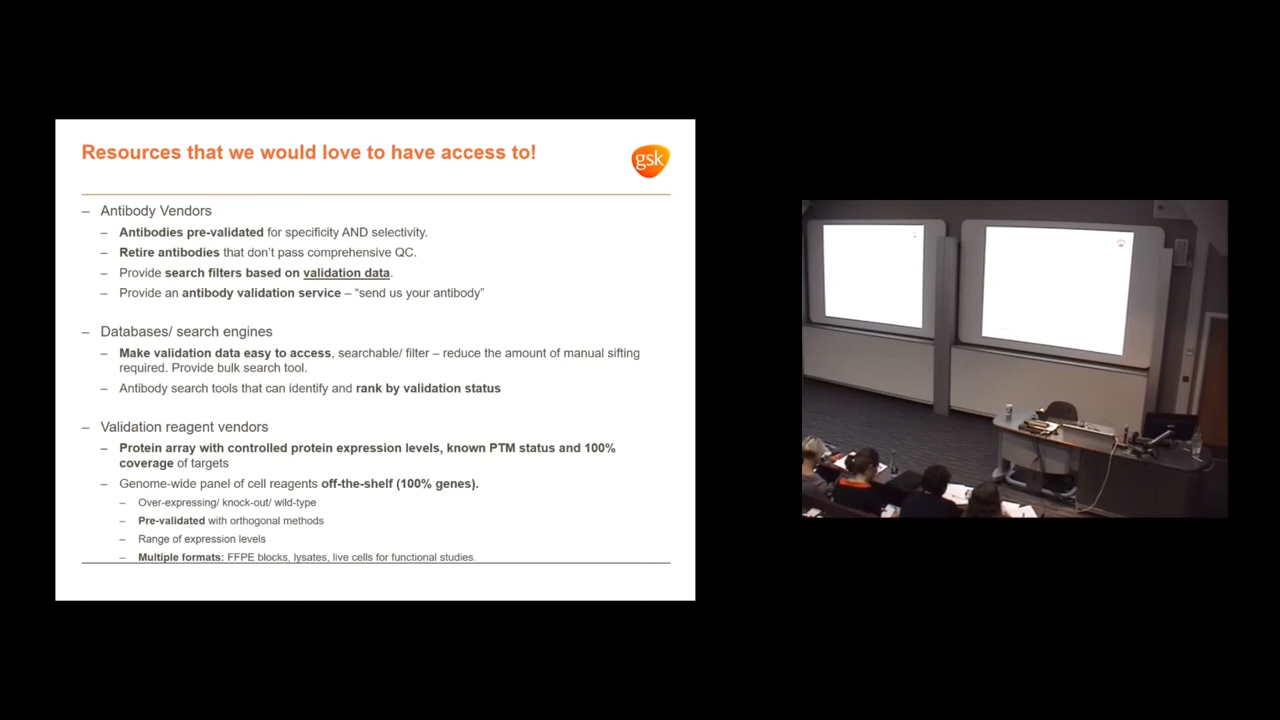 Resources that we would love to have access to!
gsk
– Antibody Vendors
– Antibodies pre-validated for specificity AND selectivity.
– Retire antibodies that don’t pass comprehensive QC.
– Provide search filters based on validation data.
– Provide an antibody validation service – “send us your antibody”
– Databases/ search engines
– Make validation data easy to access, searchable/ filter – reduce the amount of manual sifting
required. Provide bulk search tool.
– Antibody search tools that can identify and rank by validation status
– Validation reagent vendors
– Protein array with controlled protein expression levels, known PTM status and 100%
coverage of targets
– Genome-wide panel of cell reagents off-the-shelf (100% genes).
– Over-expressing/ knock-out/ wild-type
– Pre-validated with orthogonal methods
– Range of expression levels
– Multiple formats: FFPE blocks, lysates, live cells for functional studies.